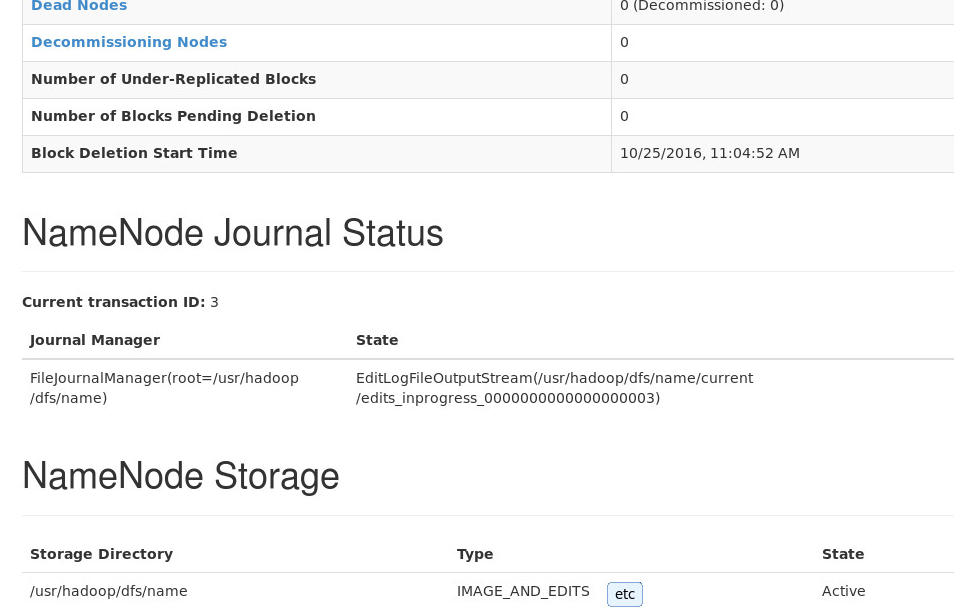 Dead Nodes 0 (Decommissioned: 0)
Decommissioning Nodes 0
Number of Under-Replicated Blocks 0
Number of Blocks Pending Deletion 0
Block Deletion Start Time 10/25/2016, 11:04:52 AM
NameNode Journal Status
Current transaction ID: 3
Journal Manager State
FileJournalManager(root=/usr/hadoop EditLogFileOutputStream(/usr/hadoop/dfs/name/current
/dfs/name) /edits_inprogress_0000000000000000003)
NameNode Storage
Storage Directory Type State
/usr/hadoop/dfs/name IMAGE_AND_EDITS etc Active